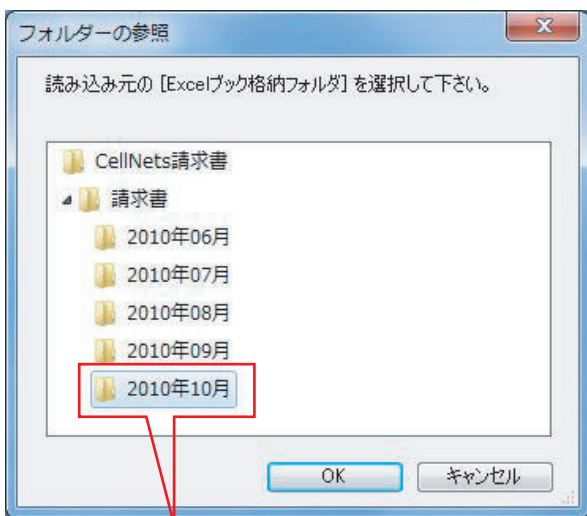 フォルダーの参照
読み込み元の [Excelブック格納フォルダ] を選択して下さい。
CellNets請求書
請求書
2010年06月
2010年07月
2010年08月
2010年09月
2010年10月
OK
キャンセル